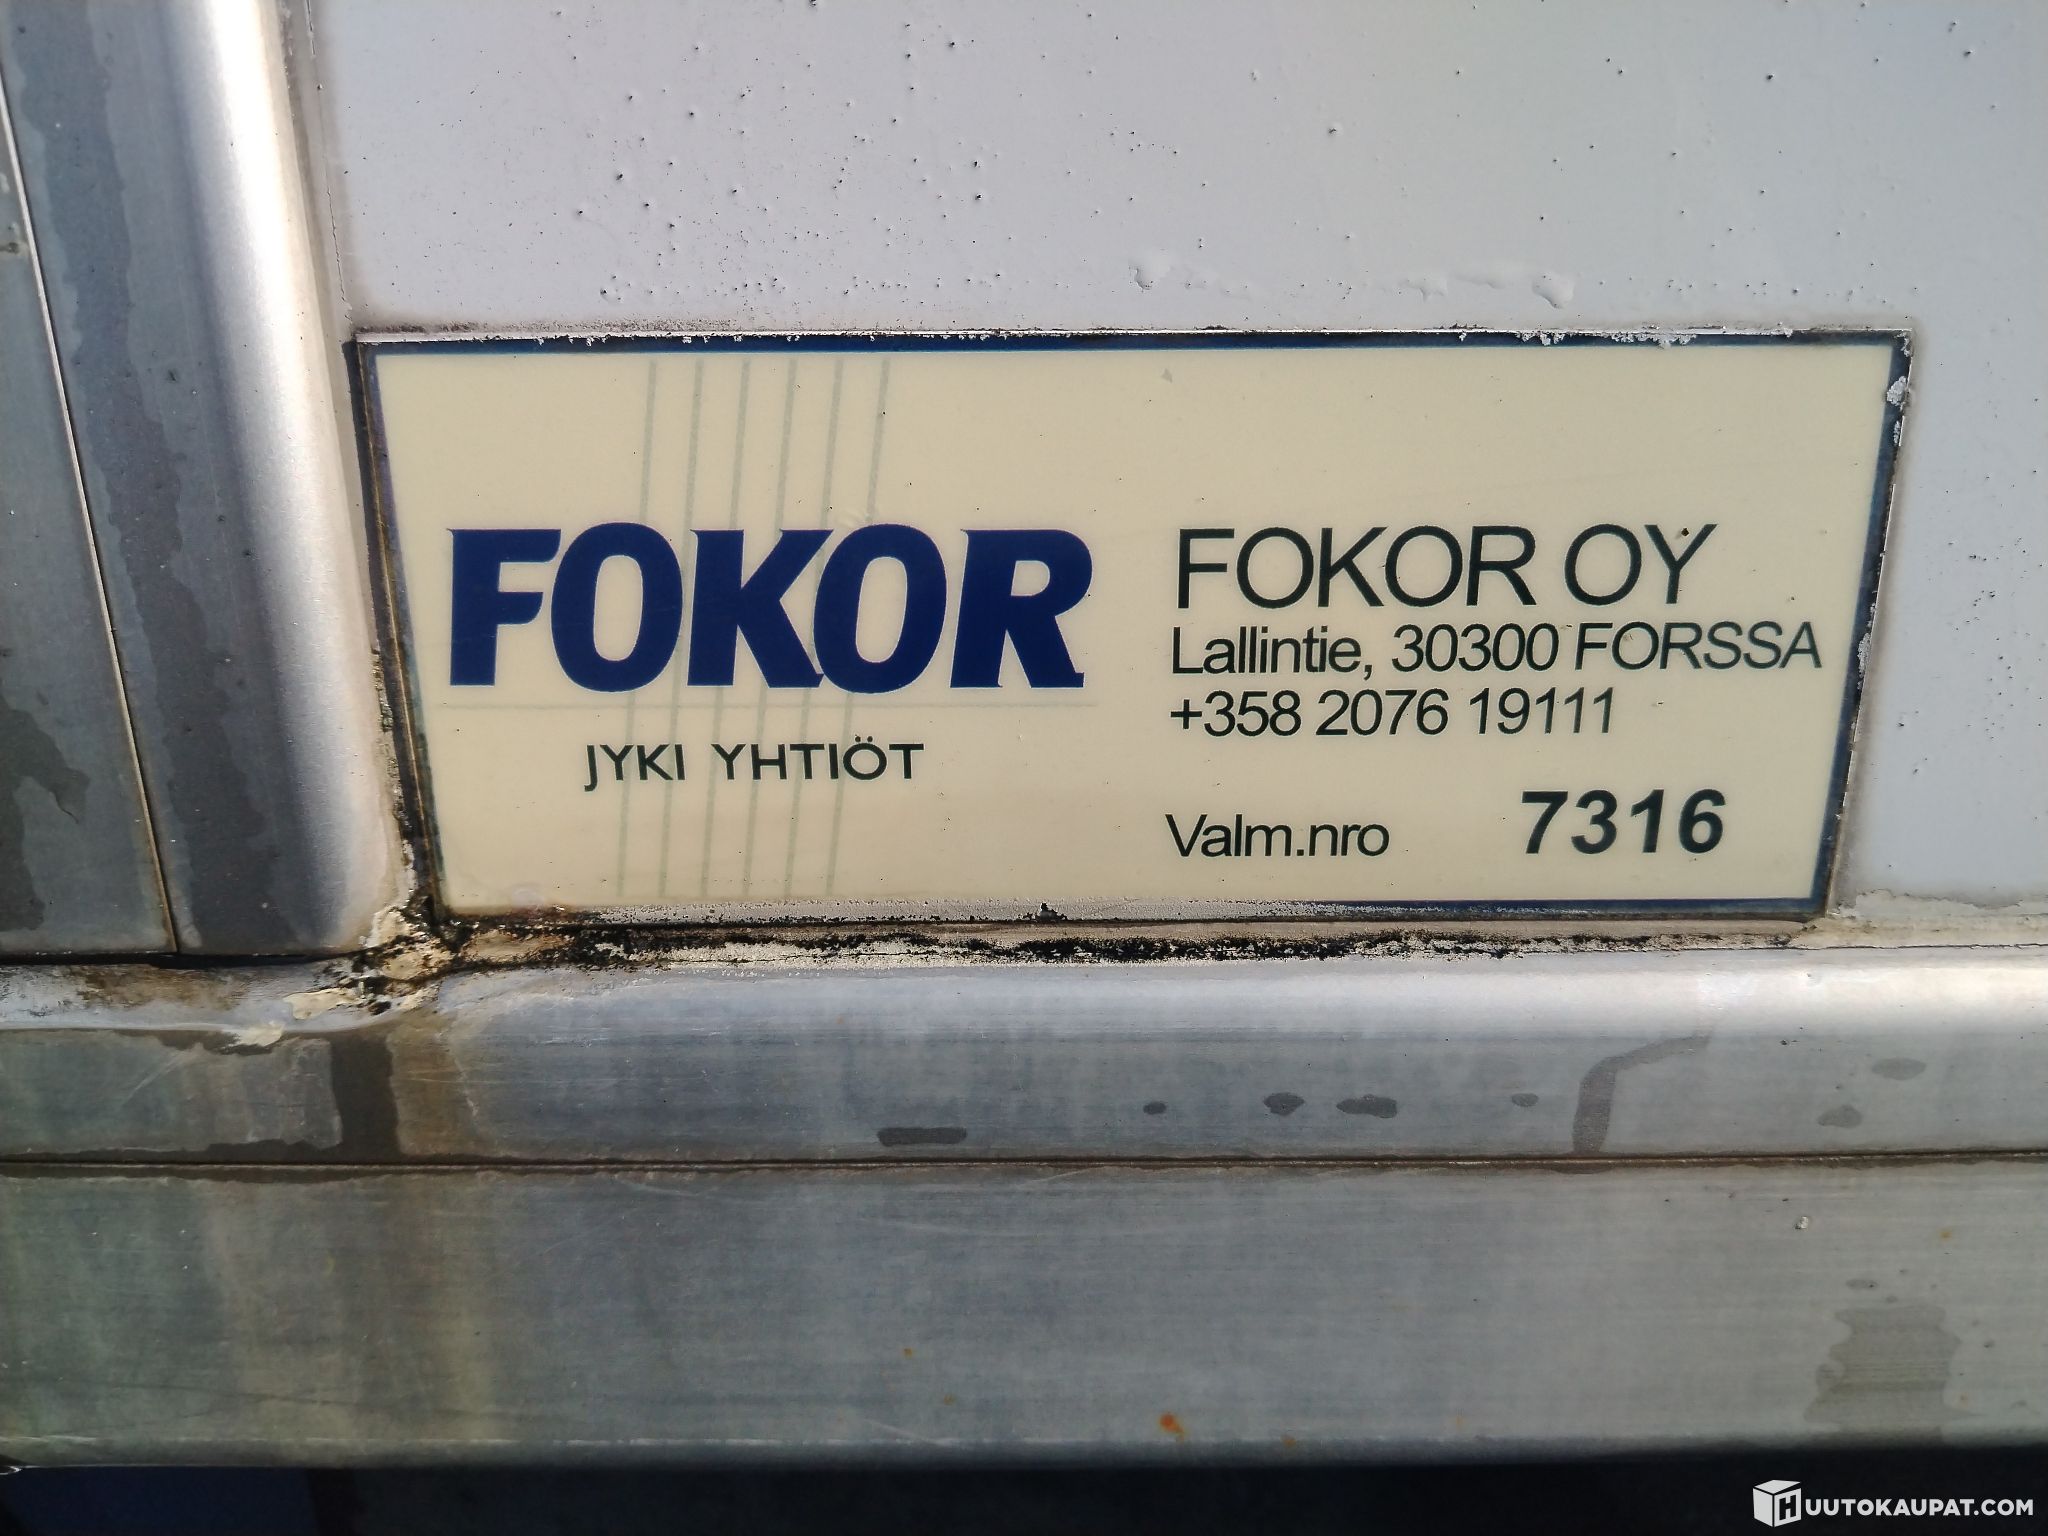 FOKOR
JYKI YHTIÖT
FOKOR OY
Lallintie, 30300 FORSSA
+358 2076 19111
Valm.nro 7316
HUUTOKAUPAT.COM